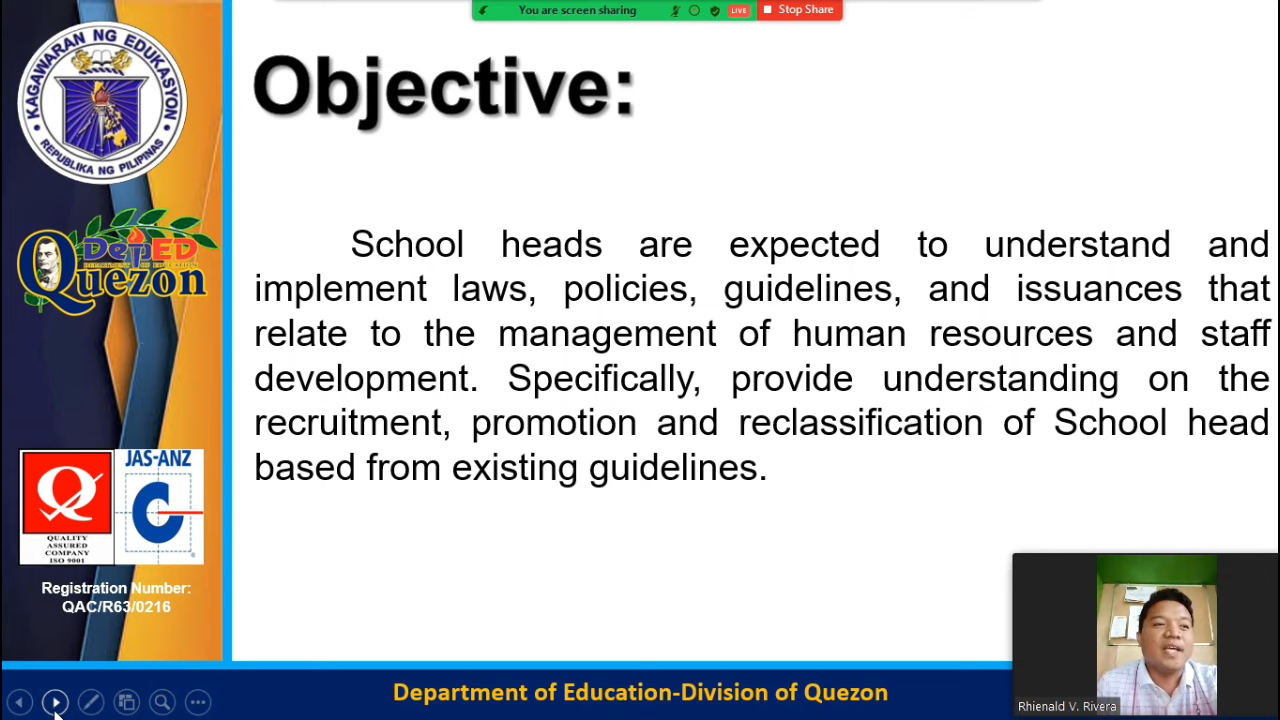 You are screen sharing
LIVE
Stop Share
KAGAWARAN NG EDUKASYON
REPUBLIKA NG PILIPINAS
Objective:
DepED
DEPARTMENT OF EDUCATION
Quezon
School heads are expected to understand and
implement laws, policies, guidelines, and issuances that
relate to the management of human resources and staff
development. Specifically, provide understanding on the
recruitment, promotion and reclassification of School head
based from existing guidelines.
JAS-ANZ
QUALITY
ASSURED
COMPANY
ISO 9001
Registration Number:
QAC/R63/0216
Department of Education-Division of Quezon
Rhienald V. Rivera